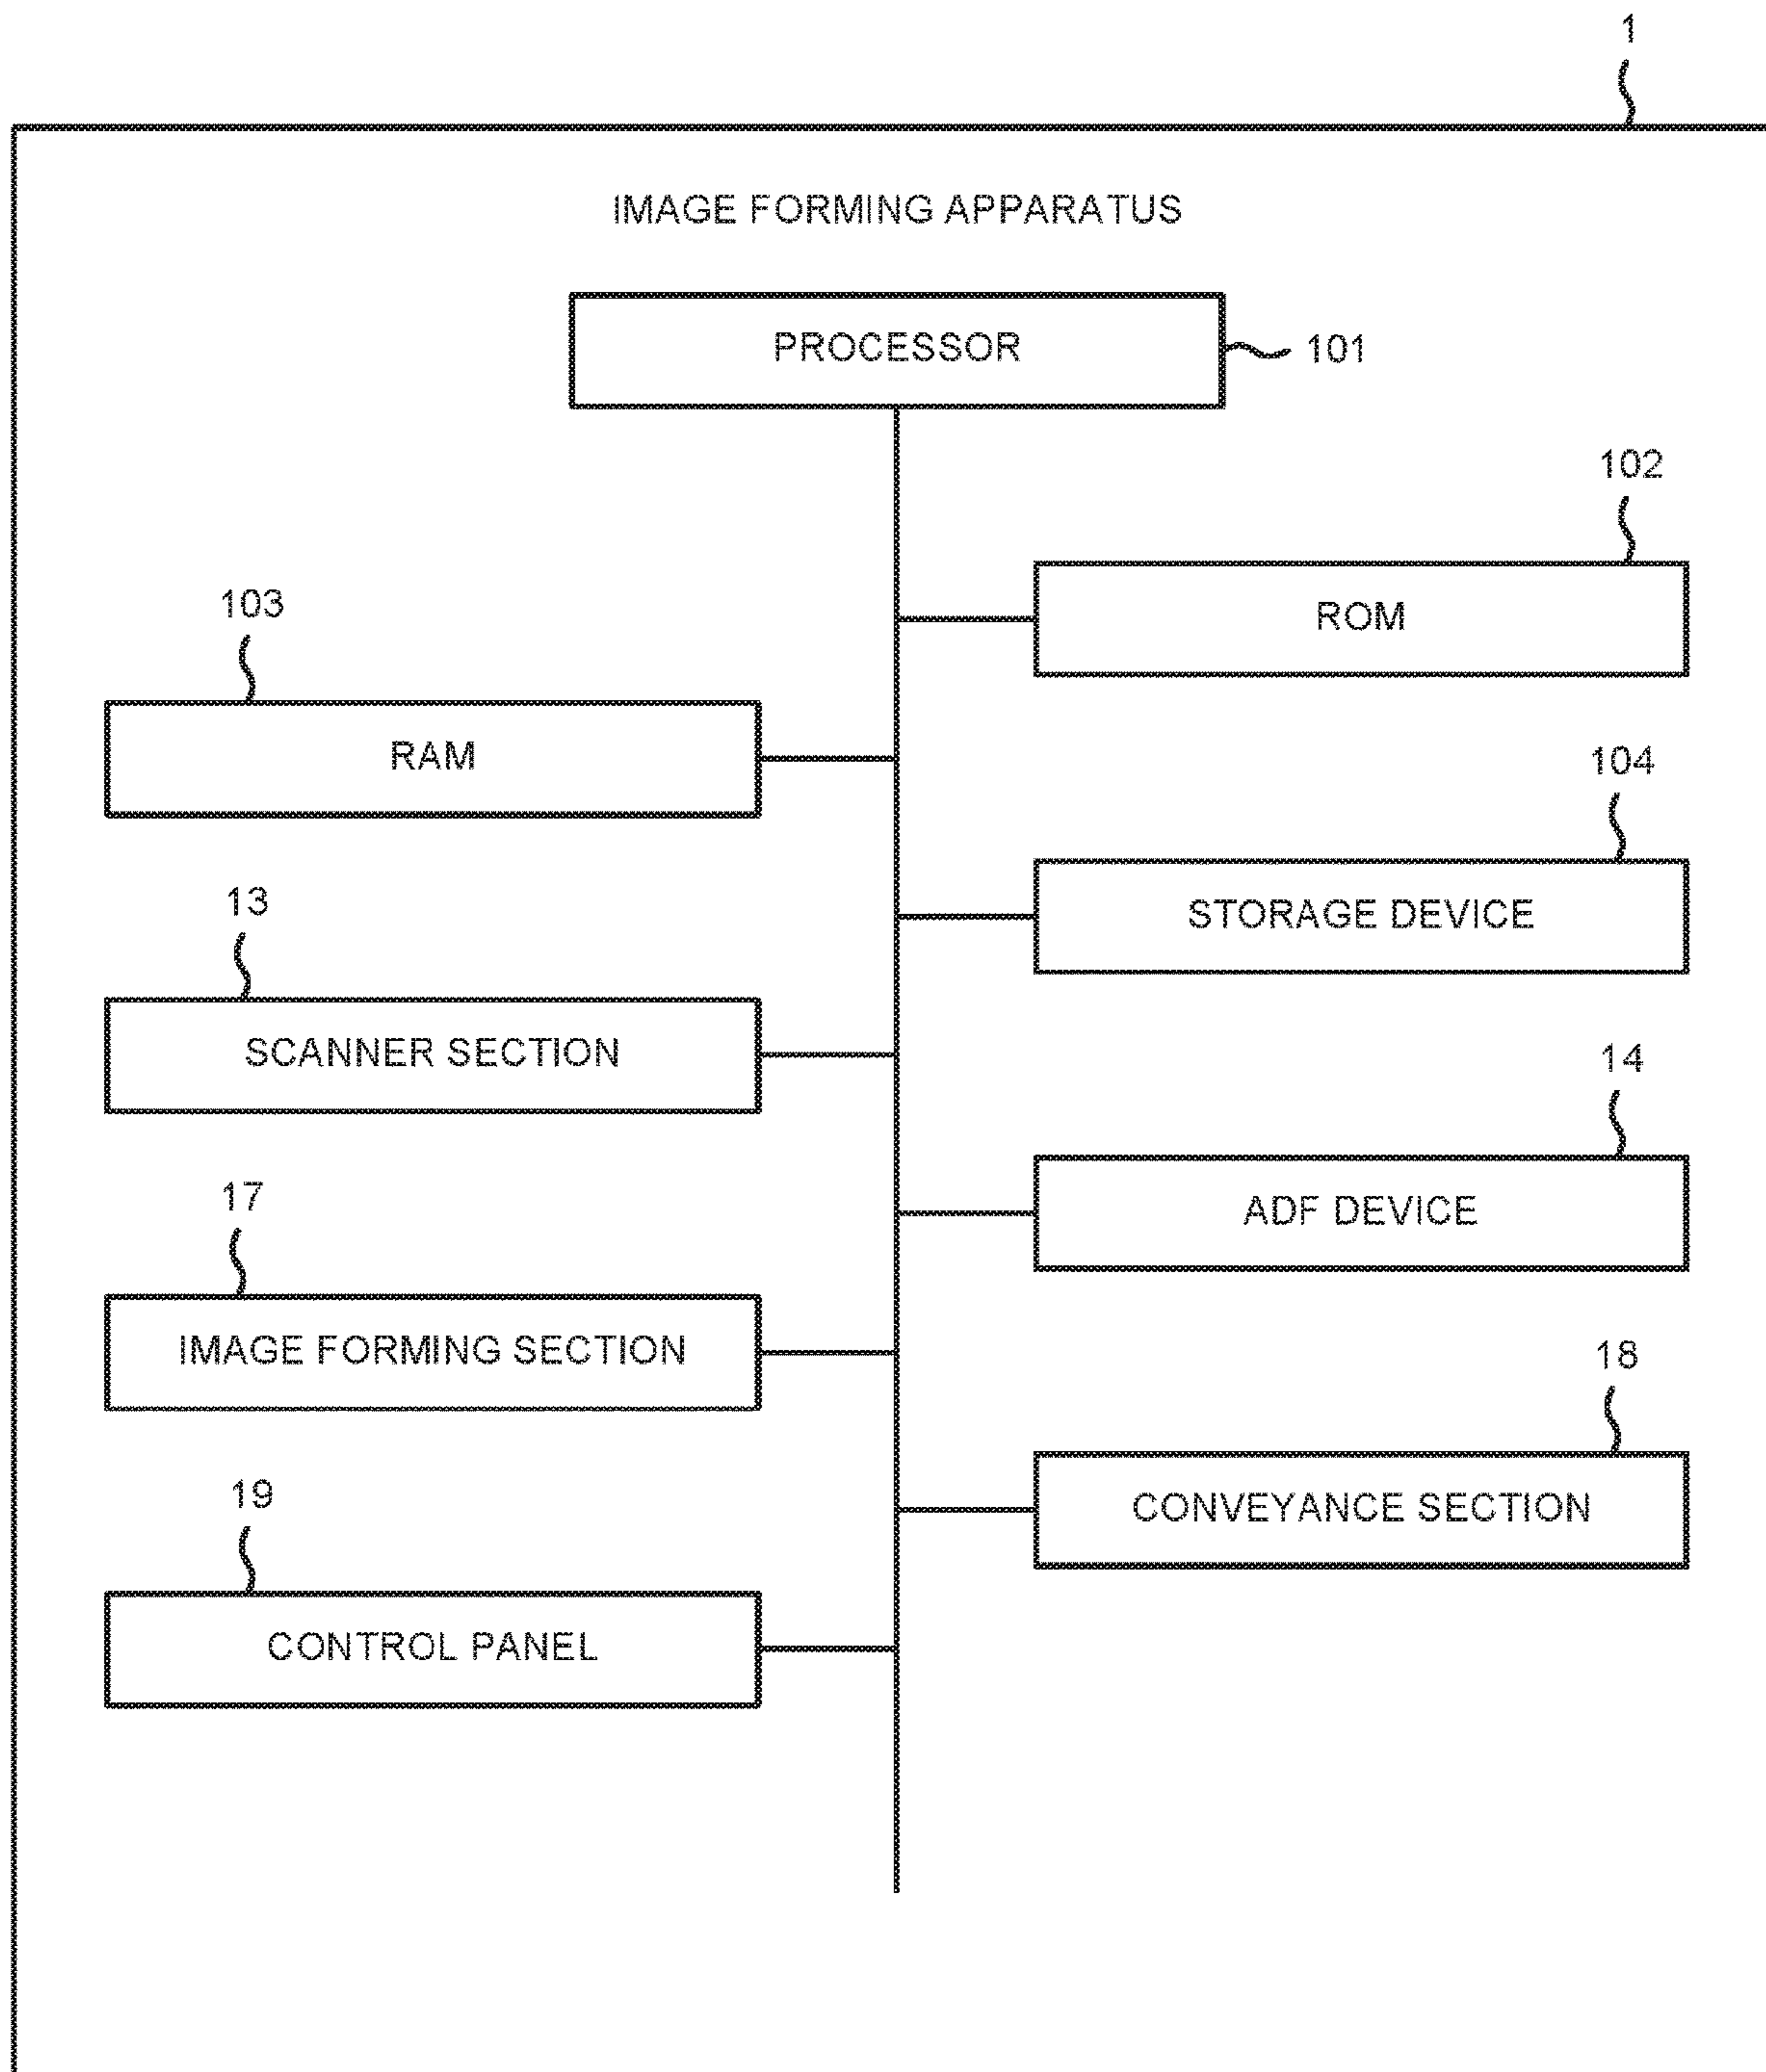 1
IMAGE FORMING APPARATUS
PROCESSOR
101
102
ROM
103
RAM
104
STORAGE DEVICE
13
SCANNER SECTION
14
ADF DEVICE
17
IMAGE FORMING SECTION
18
CONVEYANCE SECTION
19
CONTROL PANEL